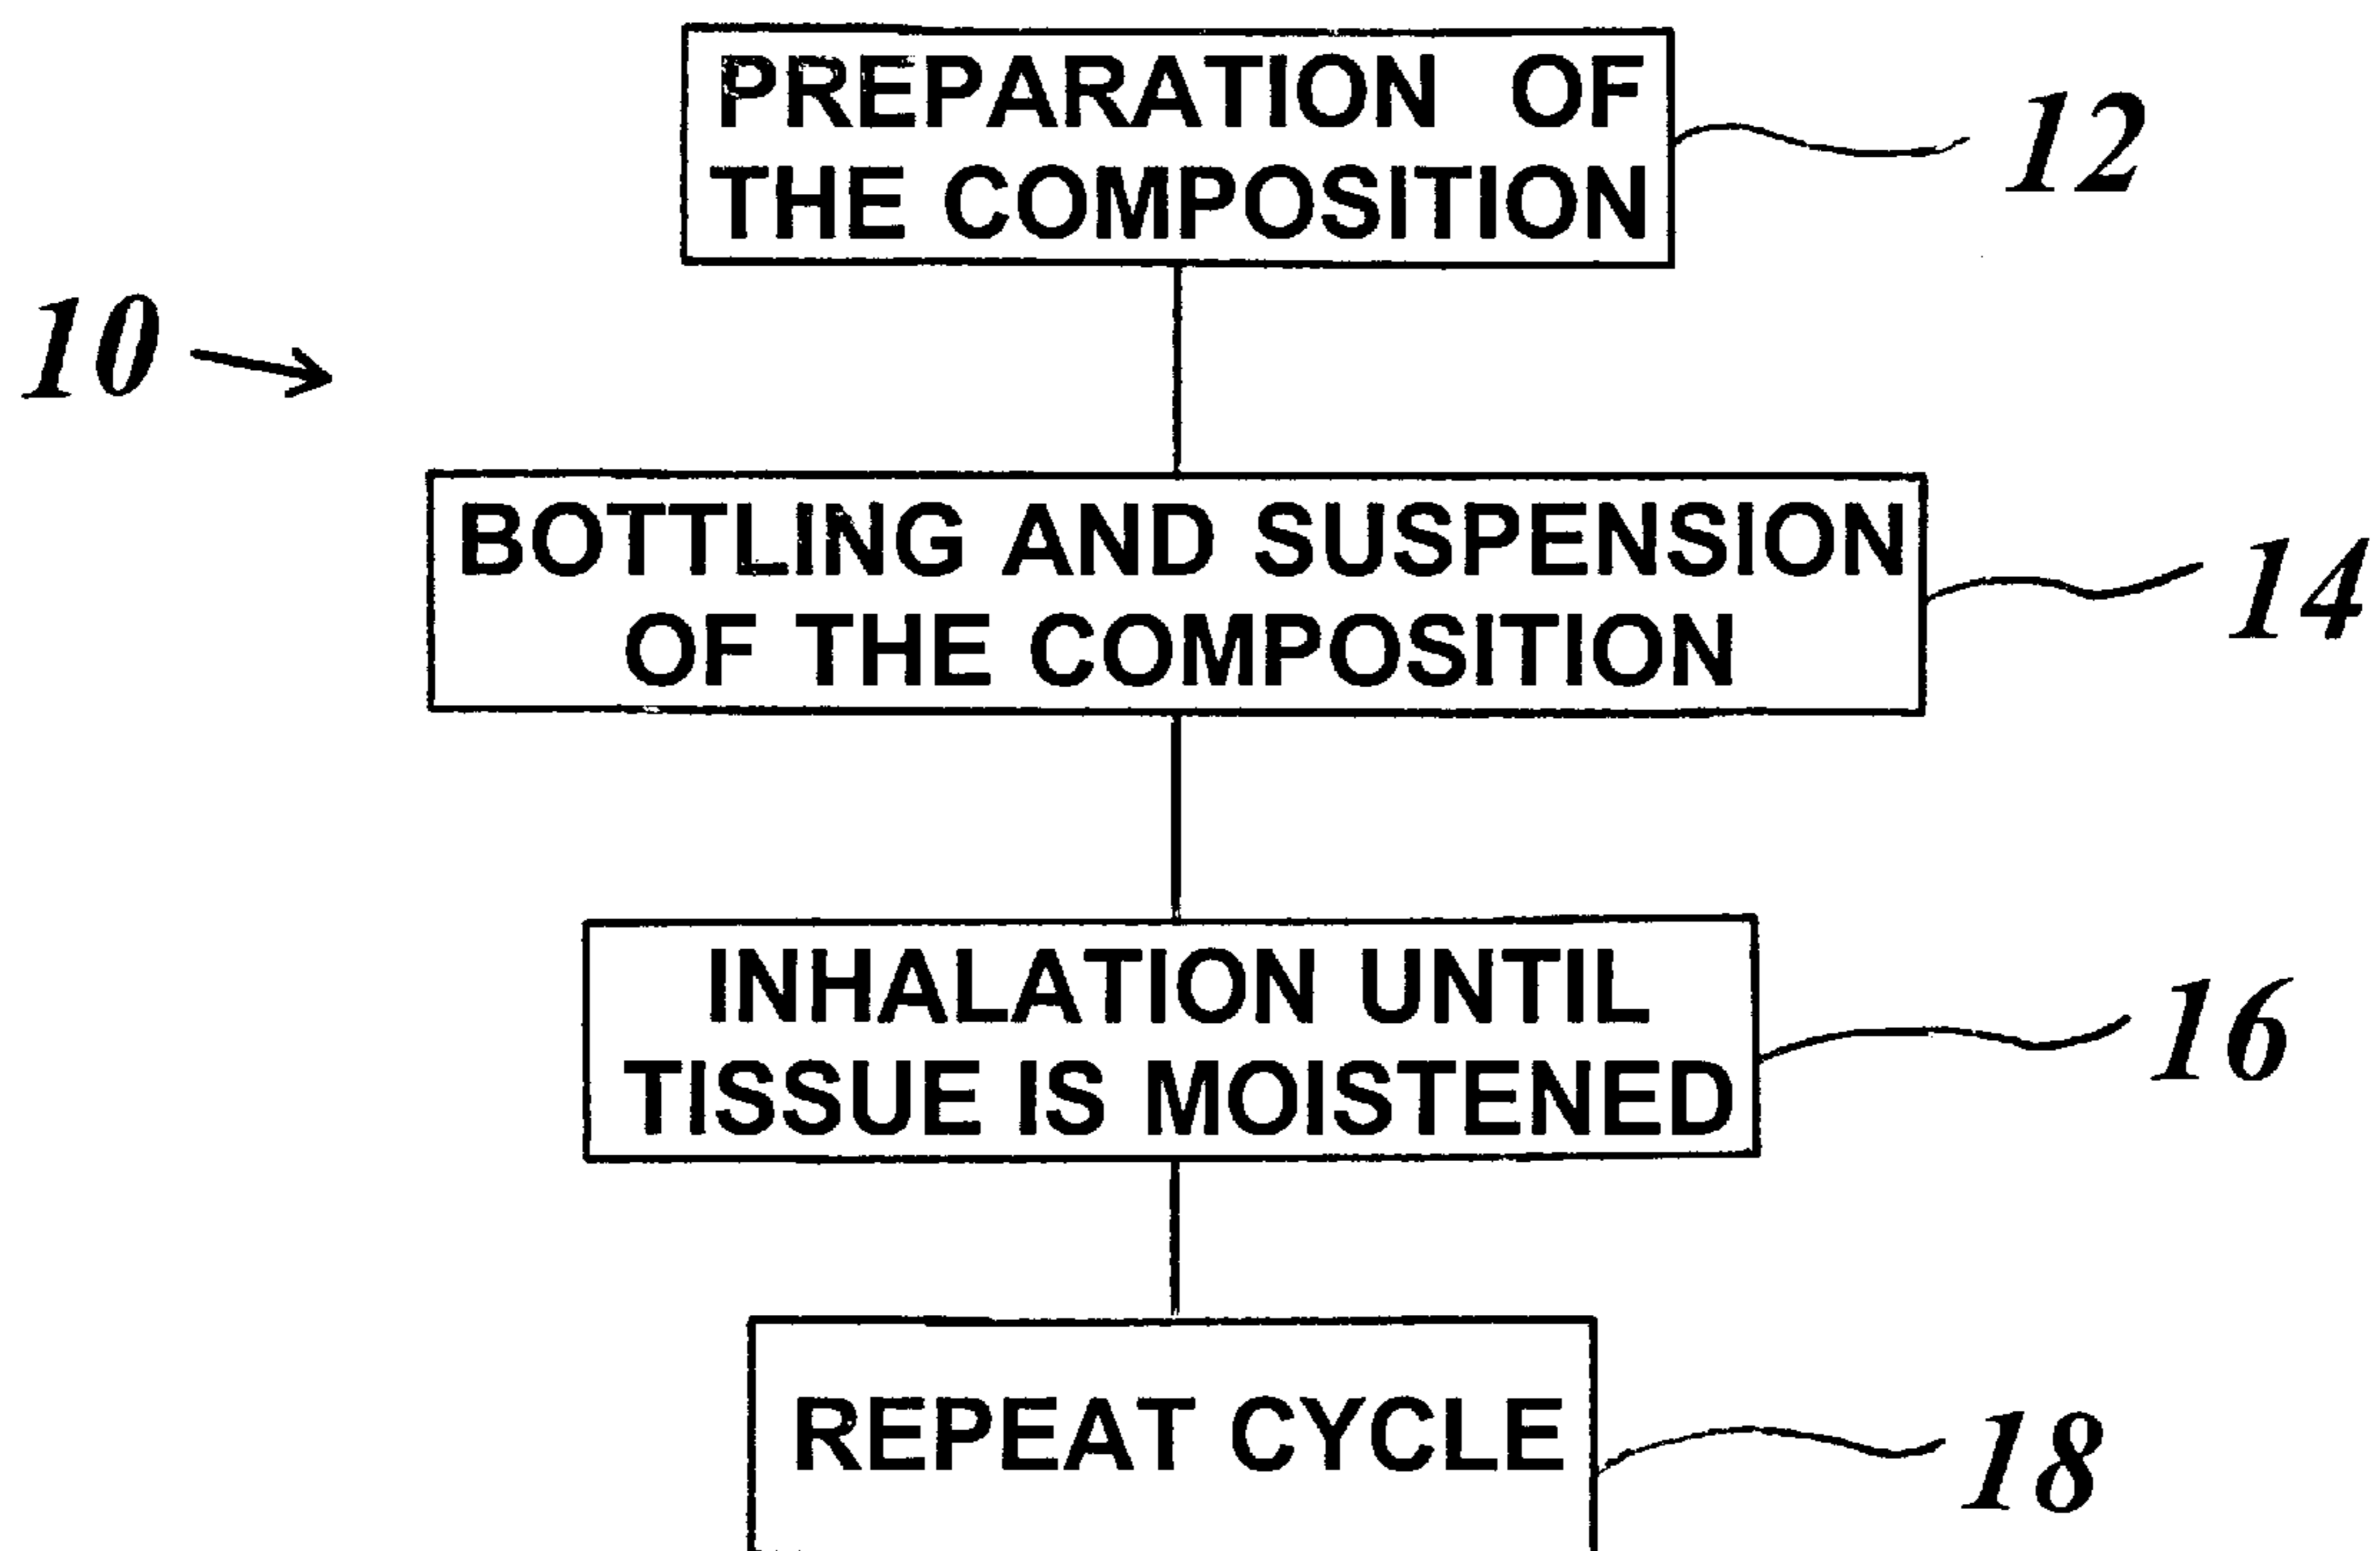 PREPARATION OF
THE COMPOSITION
12
10
BOTTLING AND SUSPENSION
OF THE COMPOSITION
14
INHALATION UNTIL
TISSUE IS MOISTENED
16
REPEAT CYCLE
18